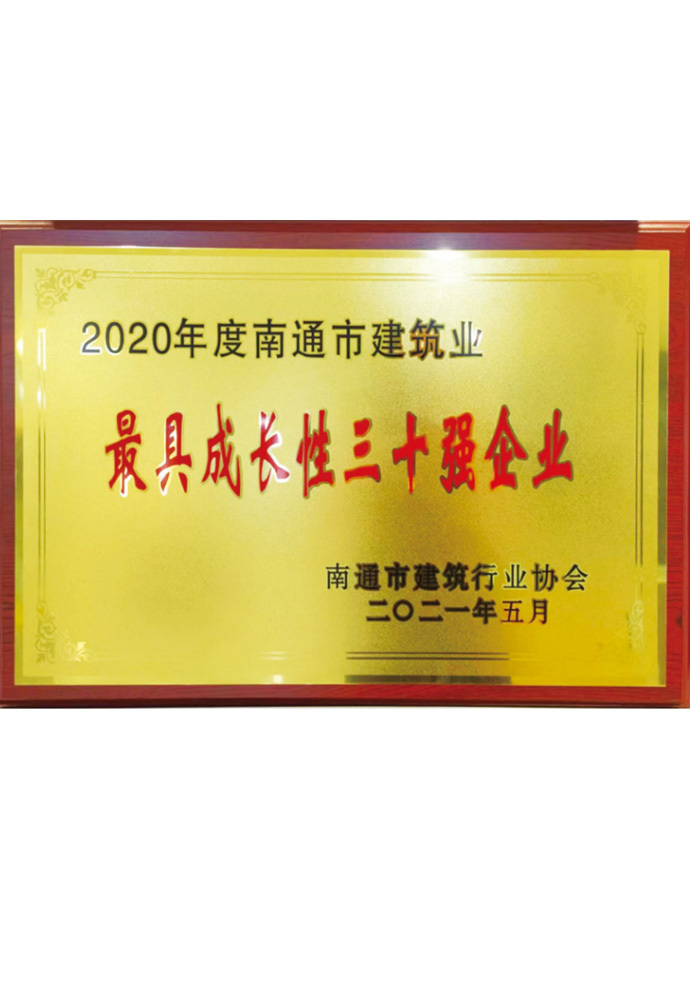 2020年度南通市建筑业
最具成长性三十强企业
南通市建筑行业协会
二〇二一年五月